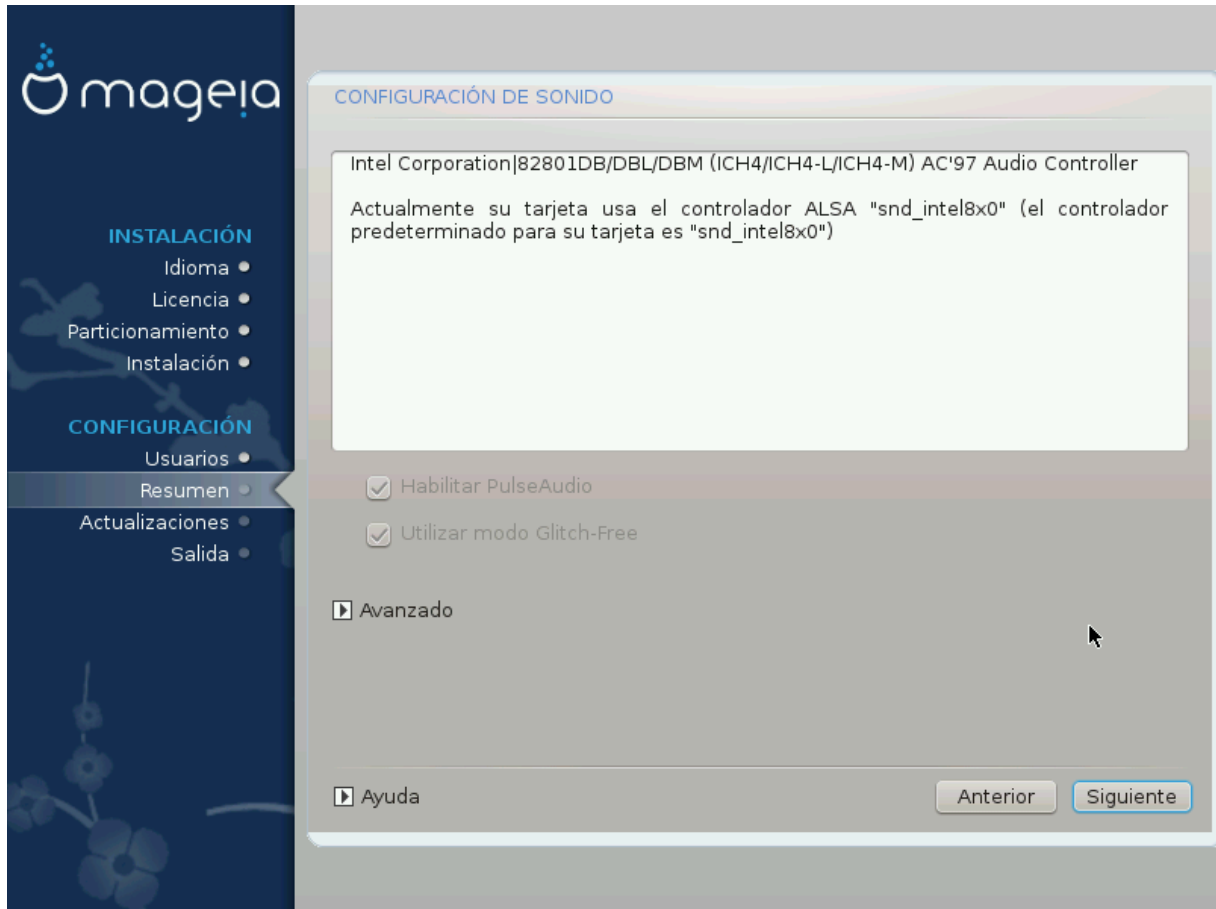 mageia
INSTALACIÓN
Idioma
Licencia
Particionamiento
Instalación
CONFIGURACIÓN
Usuarios
Resumen
Actualizaciones
Salida
CONFIGURACIÓN DE SONIDO
Intel Corporation|82801DB/DBL/DBM (ICH4/ICH4-L/ICH4-M) AC'97 Audio Controller
Actualmente su tarjeta usa el controlador ALSA "snd_intel8x0" (el controlador
predeterminado para su tarjeta es "snd_intel8x0")
Habilitar PulseAudio
Utilizar modo Glitch-Free
Avanzado
Ayuda
Anterior
Siguiente